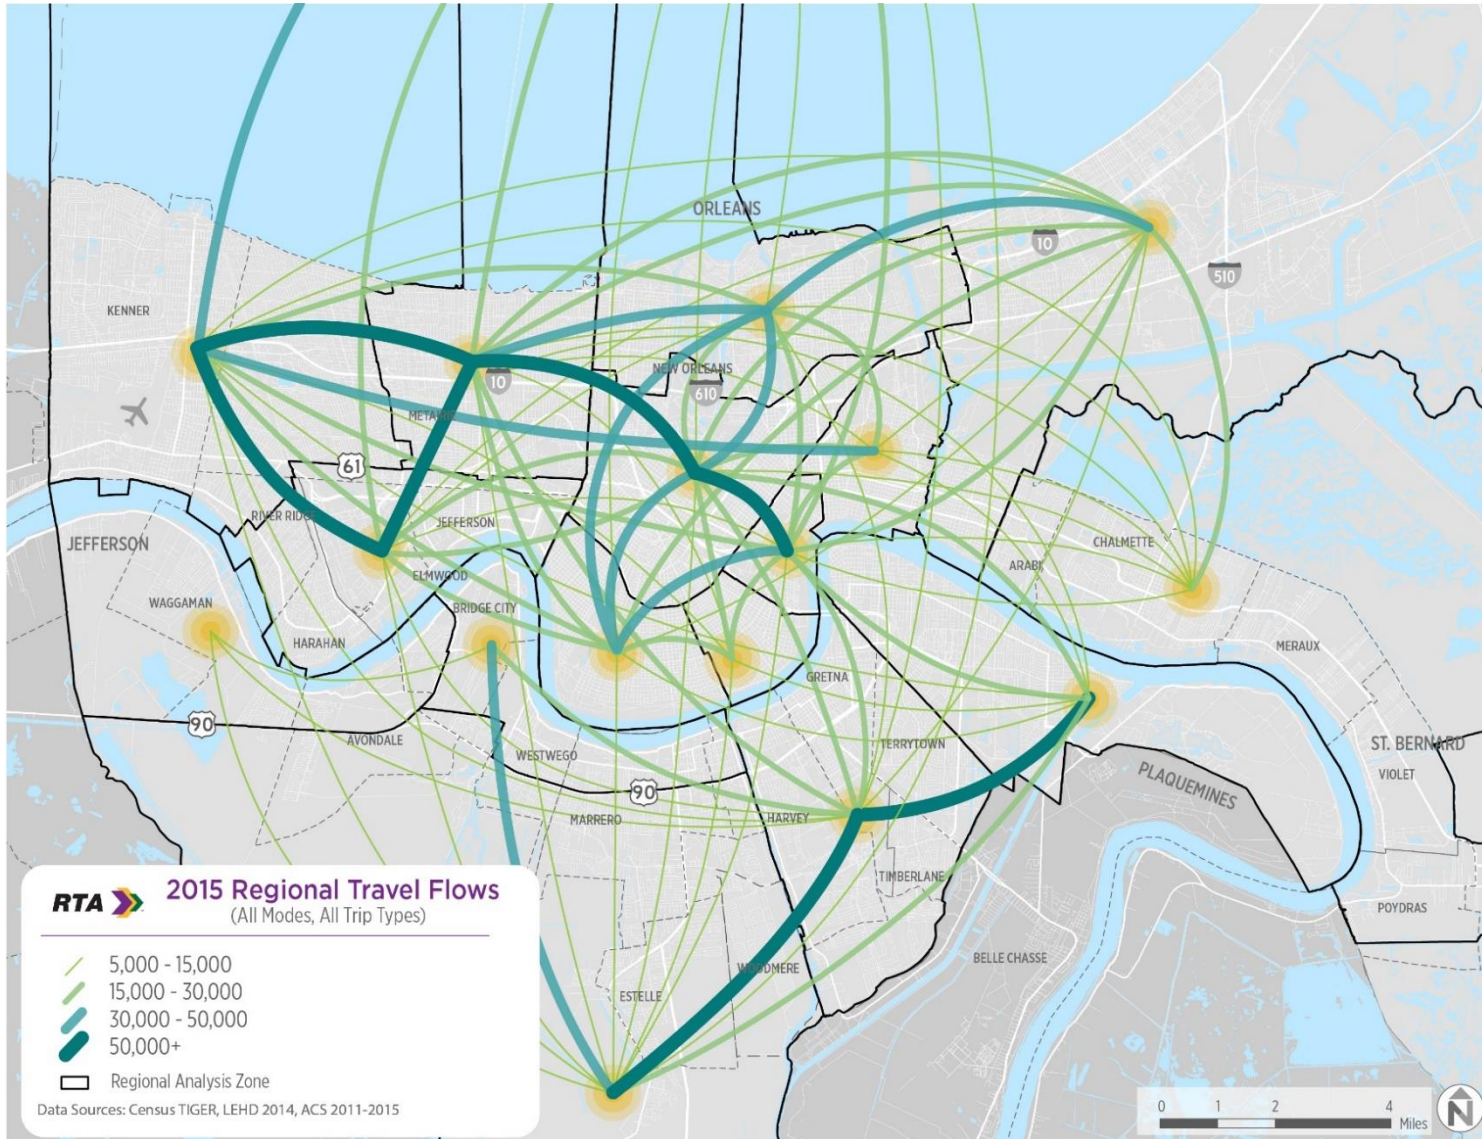 ORLEANS
10
510
KENNER
NEW ORLEANS
10
610
METAIRIE
61
RIVER RIDGE
JEFFERSON
JEFFERSON
CHALMETTE
ARABI
ELMWOOD
WAGGAMAN
BRIDGE CITY
HARAHAN
MERAUX
GRETNA
90
AVONDALE
WESTWEGO
TERRYTOWN
ST. BERNARD
VIOLET
PLAQUEMINES
90
MARRERO
HARVEY
TIMBERLANE
POYDRAS
BELLE CHASSE
WOODMERE
ESTELLE
RTA
2015 Regional Travel Flows
(All Modes, All Trip Types)
5,000 - 15,000
15,000 - 30,000
30,000 - 50,000
50,000+
Regional Analysis Zone
Data Sources: Census TIGER, LEHD 2014, ACS 2011-2015
0 1 2 4
Miles
N